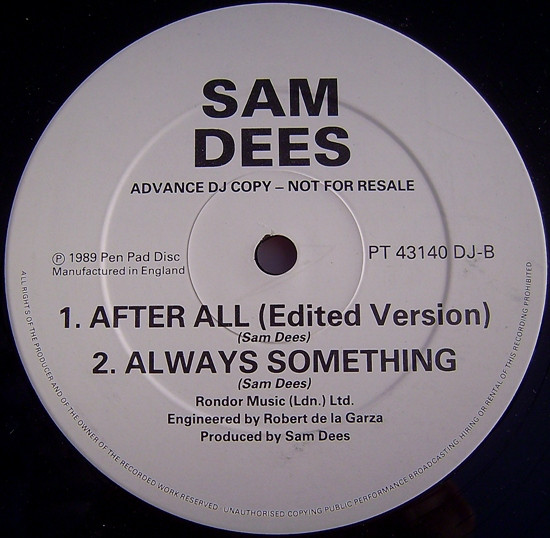 SAM
DEES
ADVANCE DJ COPY – NOT FOR RESALE
℗ 1989 Pen Pad Disc
Manufactured in England
PT 43140 DJ-B
1. AFTER ALL (Edited Version)
(Sam Dees)
2. ALWAYS SOMETHING
(Sam Dees)
Rondor Music (Ldn.) Ltd.
Engineered by Robert de la Garza
Produced by Sam Dees
ALL RIGHTS OF THE PRODUCER AND OF THE OWNER OF THE RECORDED WORK RESERVED. UNAUTHORISED COPYING PUBLIC PERFORMANCE BROADCASTING HIRING OR RENTAL OF THIS RECORDING PROHIBITED